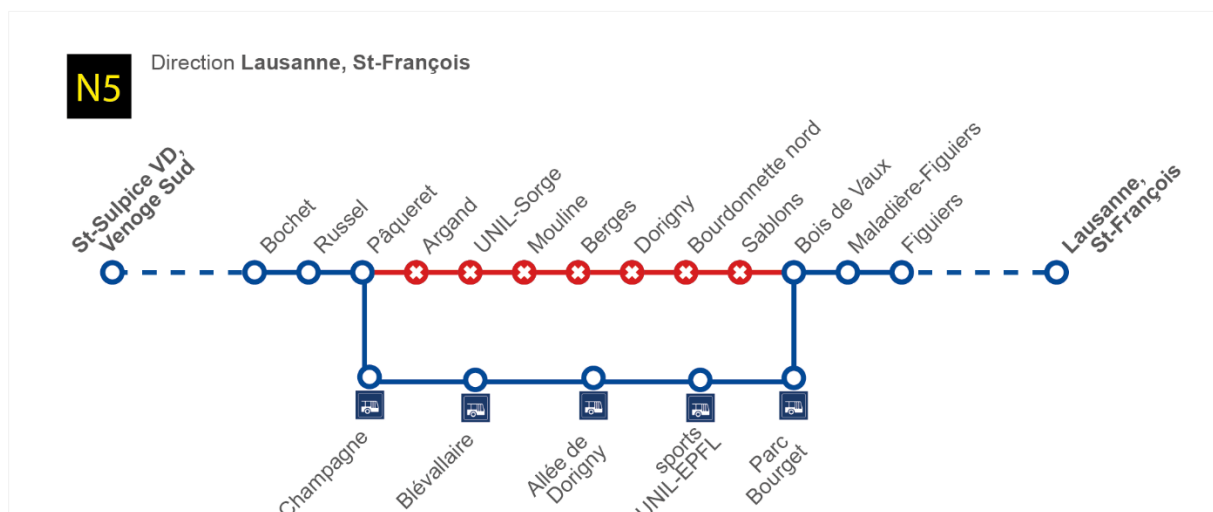 N5
Direction Lausanne, St-François
St-Sulpice VD,
Venoge Sud
Bochet
Russel
Pâqueret
Argand
UNIL-Sorge
Mouline
Berges
Dorigny
Bourdonnette nord
Sablons
Bois de Vaux
Maladière-Figuiers
Figuiers
Lausanne,
St-François
Champagne
Blévallaire
Allée de
Dorigny
sports
UNIL-EPFL
Parc
Bourget